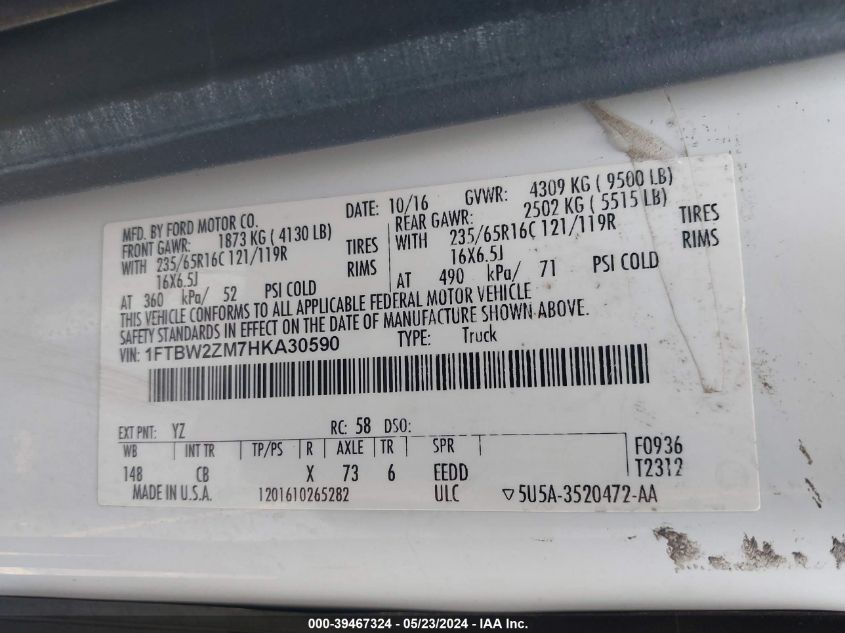 MFD. BY FORD MOTOR CO.
DATE: 10/16 GVWR: 4309 KG ( 9500 LB)
FRONT GAWR: 1873 KG ( 4130 LB)
REAR GAWR: 2502 KG ( 5515 LB)
WITH 235/65R16C 121/119R TIRES
WITH 235/65R16C 121/119R TIRES
16X6.5J RIMS
16X6.5J RIMS
AT 360 kPa/ 52 PSI COLD
AT 490 kPa/ 71 PSI COLD
THIS VEHICLE CONFORMS TO ALL APPLICABLE FEDERAL MOTOR VEHICLE
SAFETY STANDARDS IN EFFECT ON THE DATE OF MANUFACTURE SHOWN ABOVE.
VIN: 1FTBW2ZM7HKA30590 TYPE: Truck
EXT PNT: YZ RC: 58 DSO:
WB INT TR TP/PS R AXLE TR SPR F0936
148 CB X 73 6 EEDD T2312
MADE IN U.S.A. 1201610265282 ULC ▽5U5A-3520472-AA
000-39467324 - 05/23/2024 - IAA Inc.